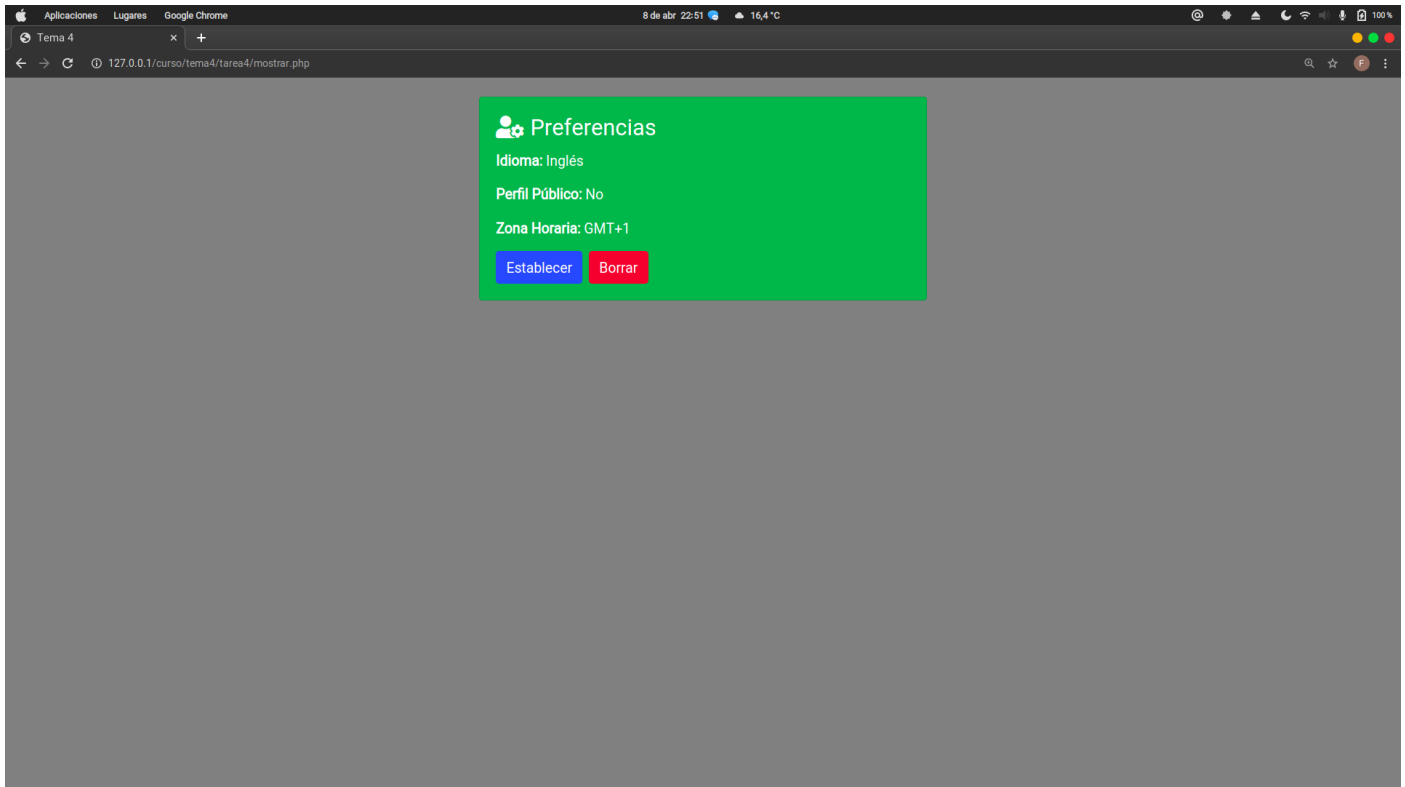 Aplicaciones Lugares Google Chrome 8 de abr 22:51 16,4 °C 100 %
Tema 4
127.0.0.1/curso/tema4/tarea4/mostrar.php F
Preferencias
Idioma: Inglés
Perfil Público: No
Zona Horaria: GMT+1
Establecer Borrar